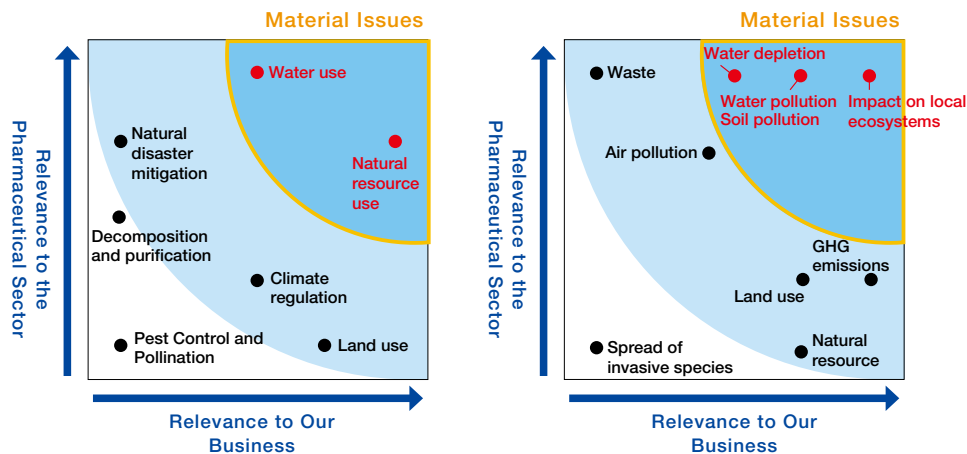 Material Issues
Relevance to the
Pharmaceutical Sector
Water use
Natural
disaster
mitigation
Natural
resource
use
Decomposition
and purification
Climate
regulation
Pest Control and
Pollination
Land use
Relevance to Our
Business
Material Issues
Relevance to the
Pharmaceutical Sector
Water depletion
Waste
Water pollution
Soil pollution
Impact on local
ecosystems
Air pollution
GHG
emissions
Land use
Natural
resource
Spread of
invasive species
Relevance to Our
Business